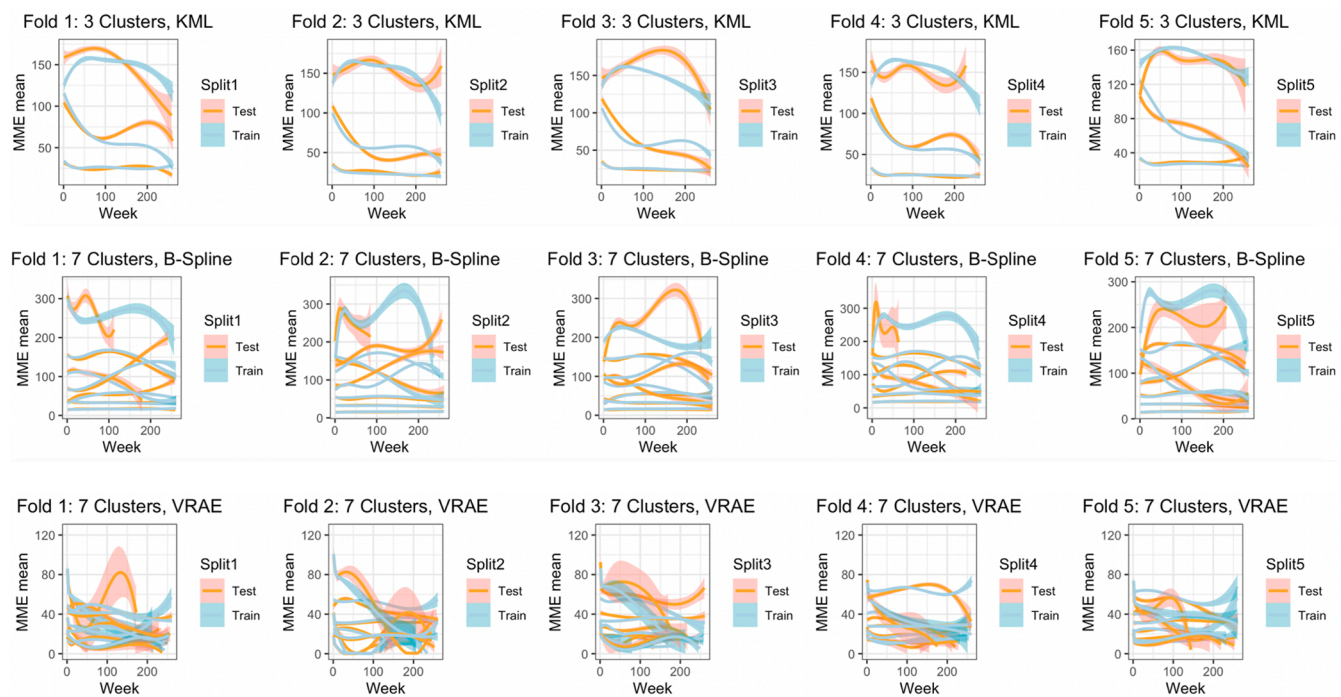 Fold 1: 3 Clusters, KML
Fold 2: 3 Clusters, KML
Fold 3: 3 Clusters, KML
Fold 4: 3 Clusters, KML
Fold 5: 3 Clusters, KML
MME mean
150
100
50
0
200
Week
Split1
Test
Train
MME mean
150
100
50
0
100
200
Week
Split2
Test
Train
MME mean
150
100
50
0
100
200
Week
Split3
Test
Train
MME mean
150
100
50
0
100
200
Week
Split4
Test
Train
MME mean
160
120
80
40
0
100
200
Week
Split5
Test
Train
Fold 1: 7 Clusters, B-Spline
Fold 2: 7 Clusters, B-Spline
Fold 3: 7 Clusters, B-Spline
Fold 4: 7 Clusters, B-Spline
Fold 5: 7 Clusters, B-Spline
MME mean
300
200
100
0
0
100
200
Week
Split1
Test
Train
MME mean
300
200
100
0
0
100
200
Week
Split2
Test
Train
MME mean
300
200
100
0
0
100
200
Week
Split3
Test
Train
MME mean
300
200
100
0
0
100
200
Week
Split4
Test
Train
MME mean
300
200
100
0
0
100
200
Week
Split5
Test
Train
Fold 1: 7 Clusters, VRAE
Fold 2: 7 Clusters, VRAE
Fold 3: 7 Clusters, VRAE
Fold 4: 7 Clusters, VRAE
Fold 5: 7 Clusters, VRAE
MME mean
120
80
40
0
0
100
200
Week
Split1
Test
Train
MME mean
120
80
40
0
0
100
200
Week
Split2
Test
Train
MME mean
120
80
40
0
0
100
200
Week
Split3
Test
Train
MME mean
120
80
40
0
0
100
200
Week
Split4
Test
Train
MME mean
120
80
40
0
0
100
200
Week
Split5
Test
Train